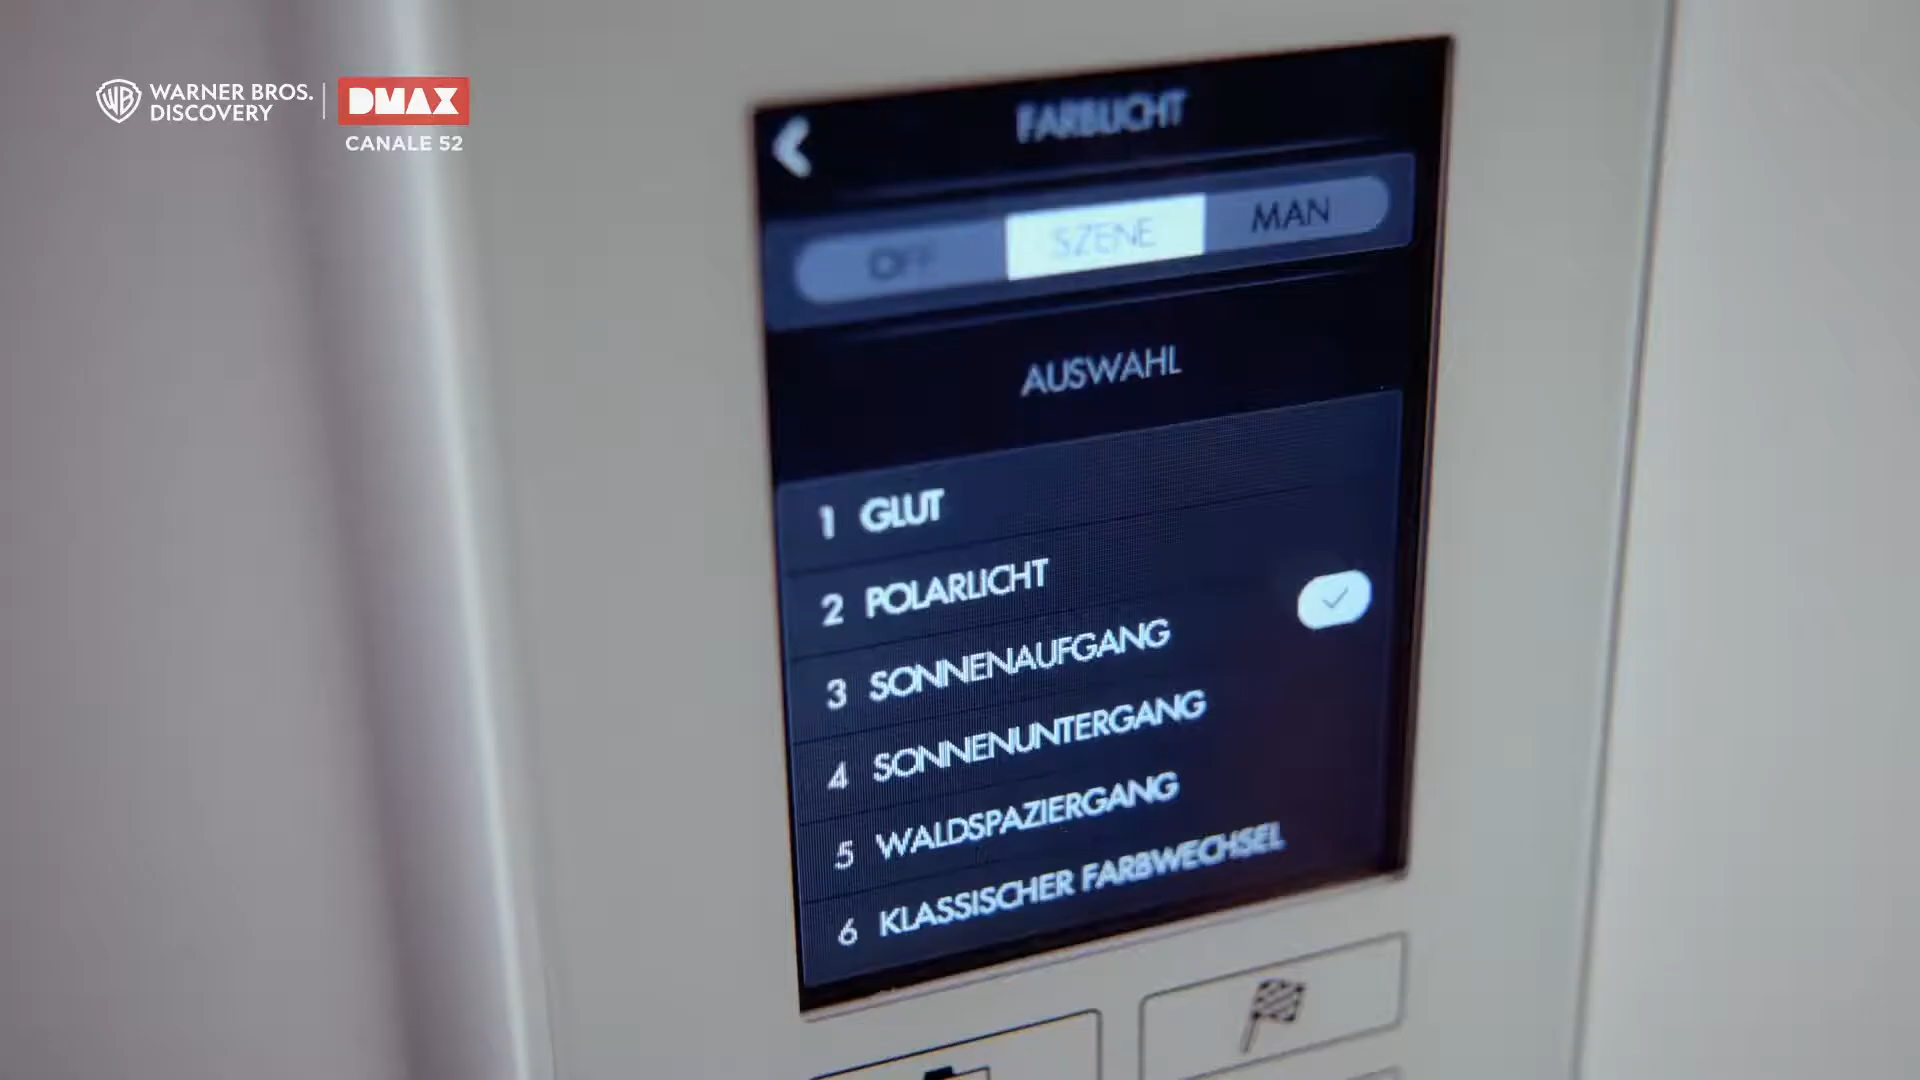 WARNER BROS.
DISCOVERY
DMAX
CANALE 52
FARBLICHT
OFF SZENE MAN
AUSWAHL
1 GLUT
2 POLARLICHT
3 SONNENAUFGANG
4 SONNENUNTERGANG
5 WALDSPAZIERGANG
6 KLASSISCHER FARBWECHSEL